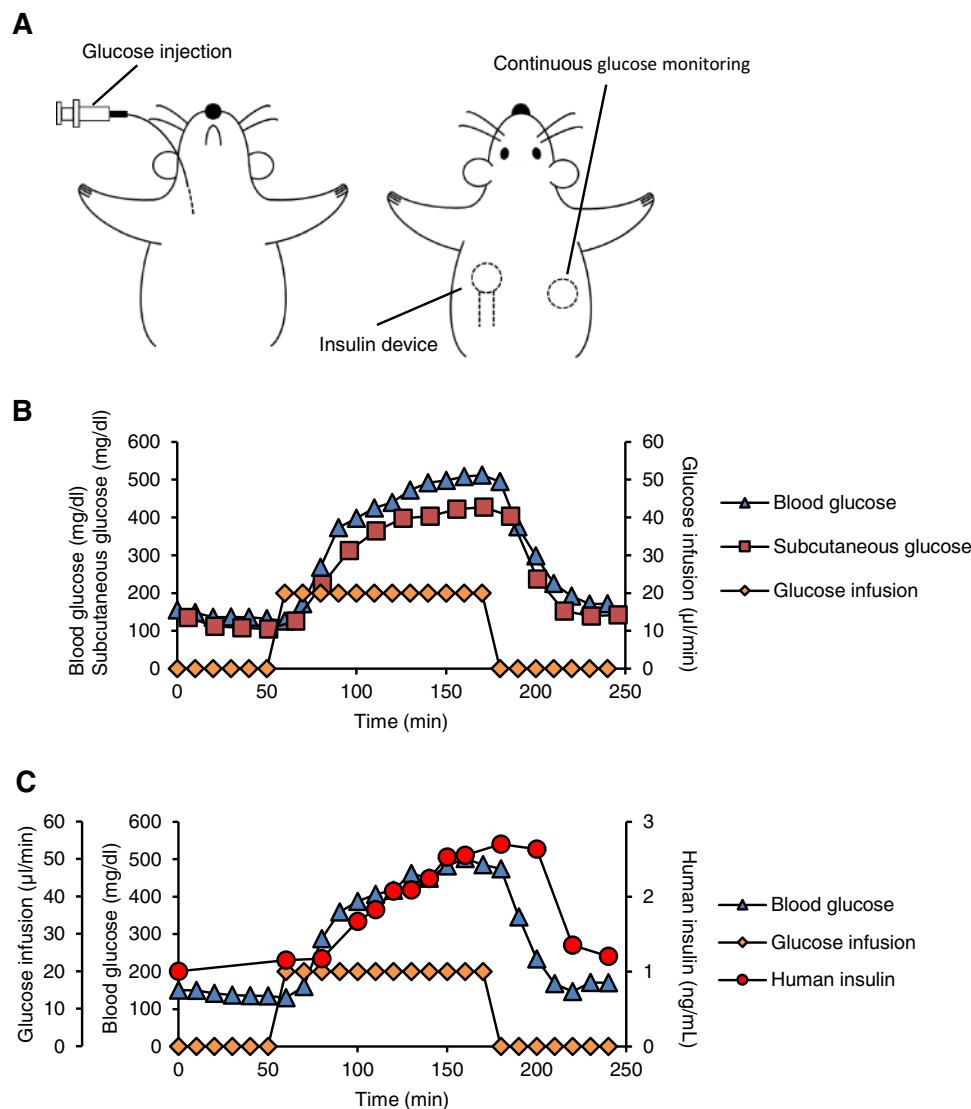 A
Glucose injection
Continuous glucose monitoring
Insulin device
B
Blood glucose (mg/dl)
Subcutaneous glucose (mg/dl)
600
500
400
300
200
100
0
0 50 100 150 200 250
Time (min)
60
50
40
30
20
10
0
Glucose infusion (µl/min)
Blood glucose
Subcutaneous glucose
Glucose infusion
C
Glucose infusion (µl/min)
60
50
40
30
20
10
0
Blood glucose (mg/dl)
600
500
400
300
200
100
0
0 50 100 150 200 250
Time (min)
3
2
1
0
Human insulin (ng/mL)
Blood glucose
Glucose infusion
Human insulin